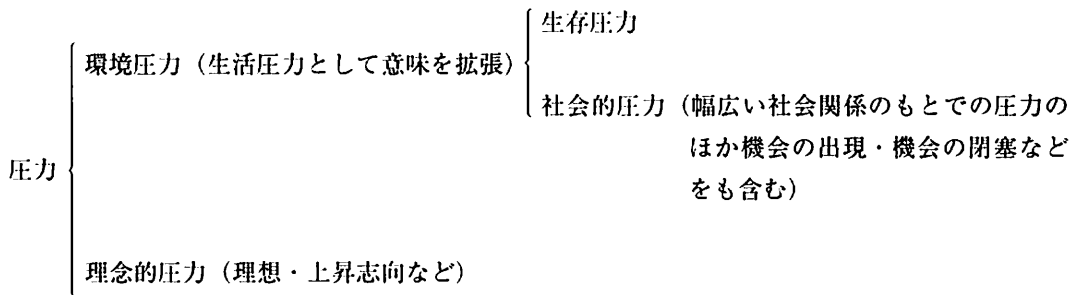 生存圧力
環境圧力（生活圧力として意味を拡張）
社会的圧力（幅広い社会関係のもとでの圧力の
ほか機会の出現・機会の閉塞など
をも含む）
圧力
理念的圧力（理想・上昇志向など）